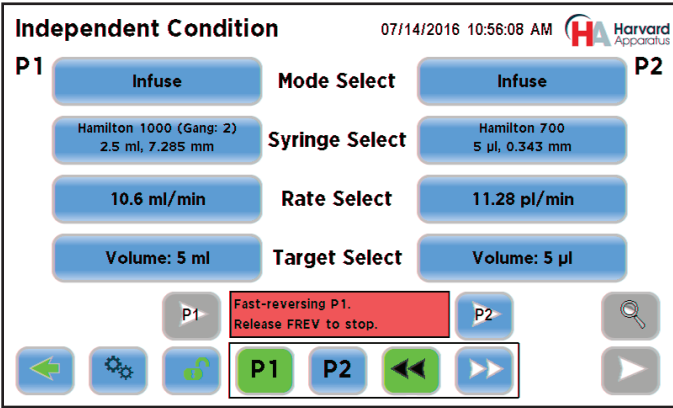 Independent Condition
07/14/2016 10:56:08 AM
HA Harvard
Apparatus
P1
P2
Infuse
Mode Select
Infuse
Hamilton 1000 (Gang: 2)
2.5 ml, 7.285 mm
Syringe Select
Hamilton 700
5 µl, 0.343 mm
10.6 ml/min
Rate Select
11.28 pl/min
Volume: 5 ml
Target Select
Volume: 5 µl
P1
Fast-reversing P1.
Release FREV to stop.
P2
P1
P2